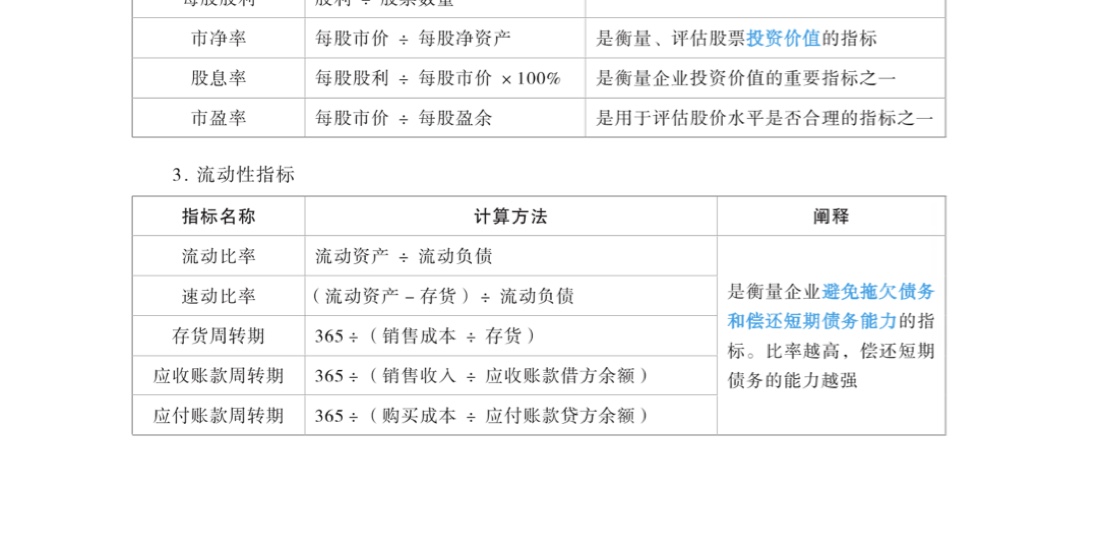 市净率 每股市价 ÷ 每股净资产 是衡量、评估股票投资价值的指标
股息率 每股股利 ÷ 每股市价 ×100% 是衡量企业投资价值的重要指标之一
市盈率 每股市价 ÷ 每股盈余 是用于评估股价水平是否合理的指标之一
3. 流动性指标
指标名称 计算方法 阐释
流动比率 流动资产 ÷ 流动负债
速动比率 （流动资产 – 存货）÷ 流动负债
存货周转期 365 ÷（销售成本 ÷ 存货）
应收账款周转期 365 ÷（销售收入 ÷ 应收账款借方余额）
应付账款周转期 365 ÷（购买成本 ÷ 应付账款贷方余额）
是衡量企业避免拖欠债务
和偿还短期债务能力的指
标。比率越高，偿还短期
债务的能力越强